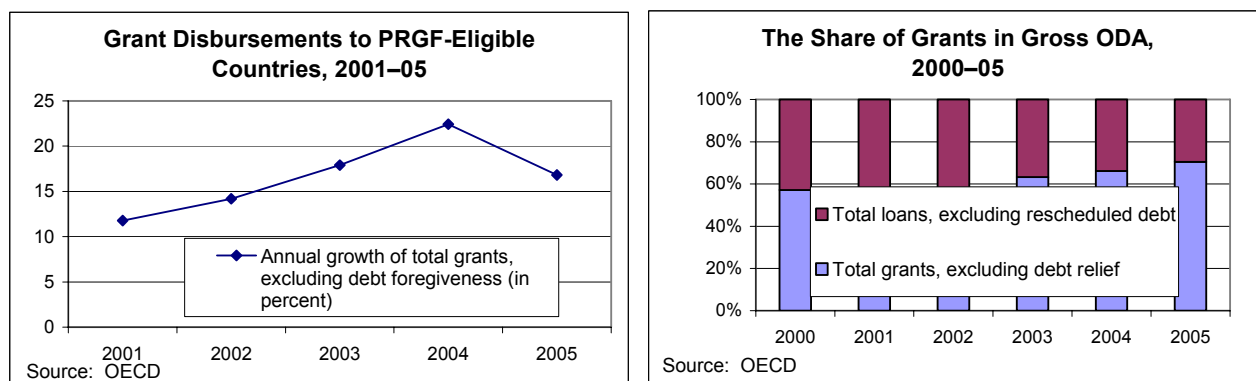 Grant Disbursements to PRGF-Eligible
Countries, 2001–05
25
20
15
10
5
0
Annual growth of total grants,
excluding debt foregiveness (in
percent)
2001 2002 2003 2004 2005
Source: OECD
The Share of Grants in Gross ODA,
2000–05
100%
80%
60%
40%
20%
0%
Total loans, excluding rescheduled debt
Total grants, excluding debt relief
2000 2001 2002 2003 2004 2005
Source: OECD